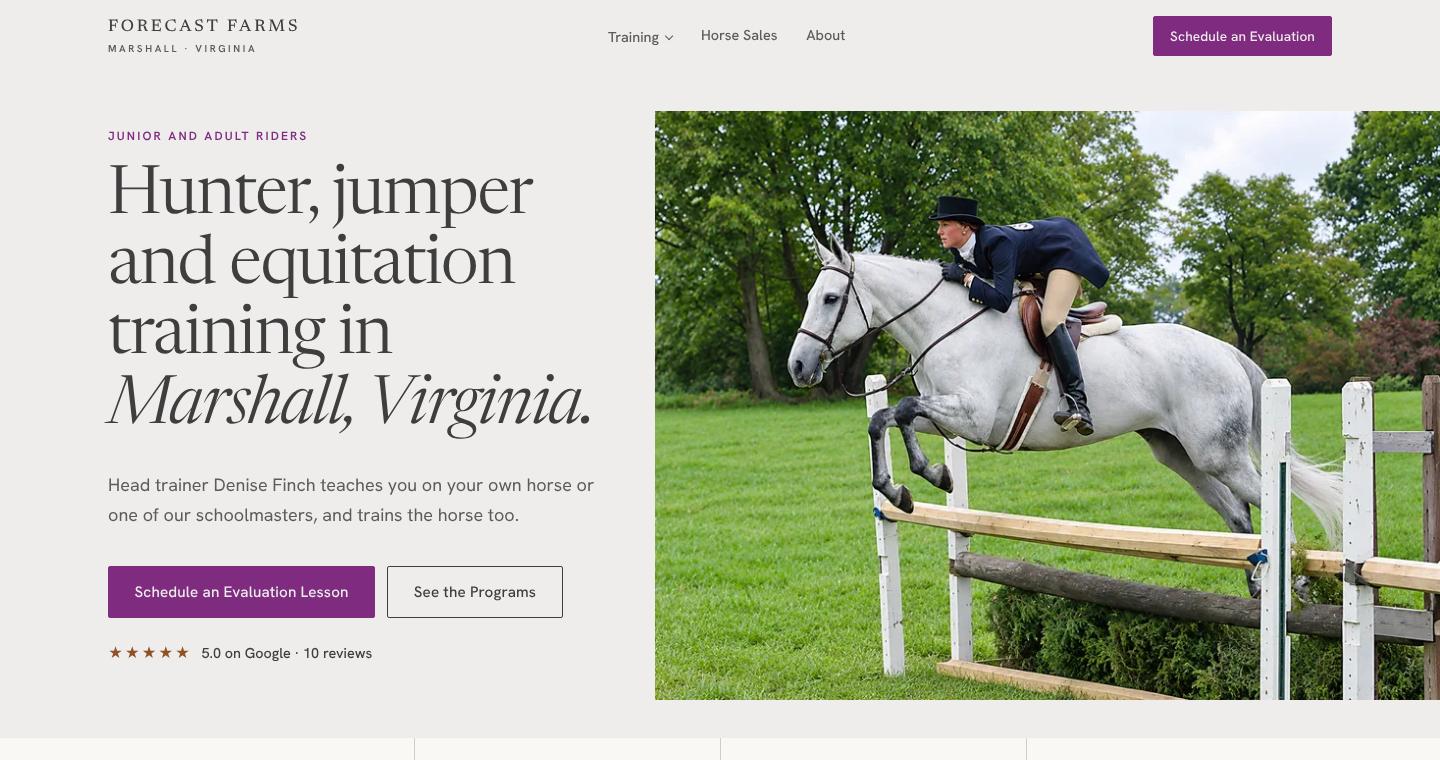 FORECAST FARMS
MARSHALL · VIRGINIA
Training
Horse Sales
About
Schedule an Evaluation
JUNIOR AND ADULT RIDERS
Hunter, jumper
and equitation
training in
Marshall, Virginia.
Head trainer Denise Finch teaches you on your own horse or
one of our schoolmasters, and trains the horse too.
Schedule an Evaluation Lesson
See the Programs
★★★★★ 5.0 on Google · 10 reviews